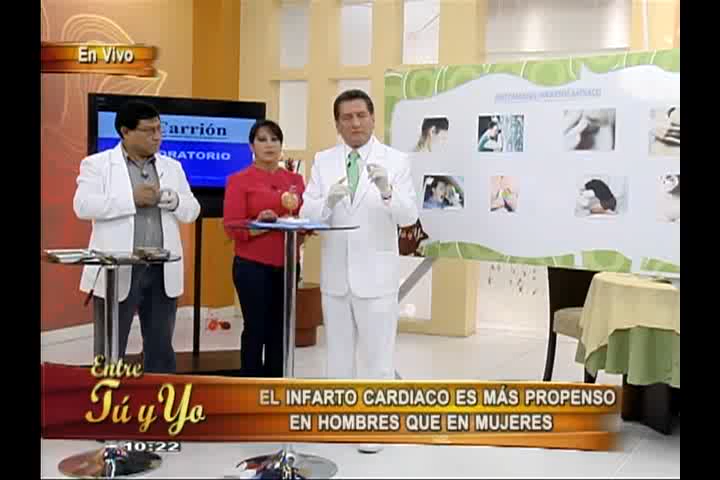 En Vivo
Carrión
ORATORIO
Entre
Tú y Yo
10:22
EL INFARTO CARDIACO ES MÁS PROPENSO
EN HOMBRES QUE EN MUJERES